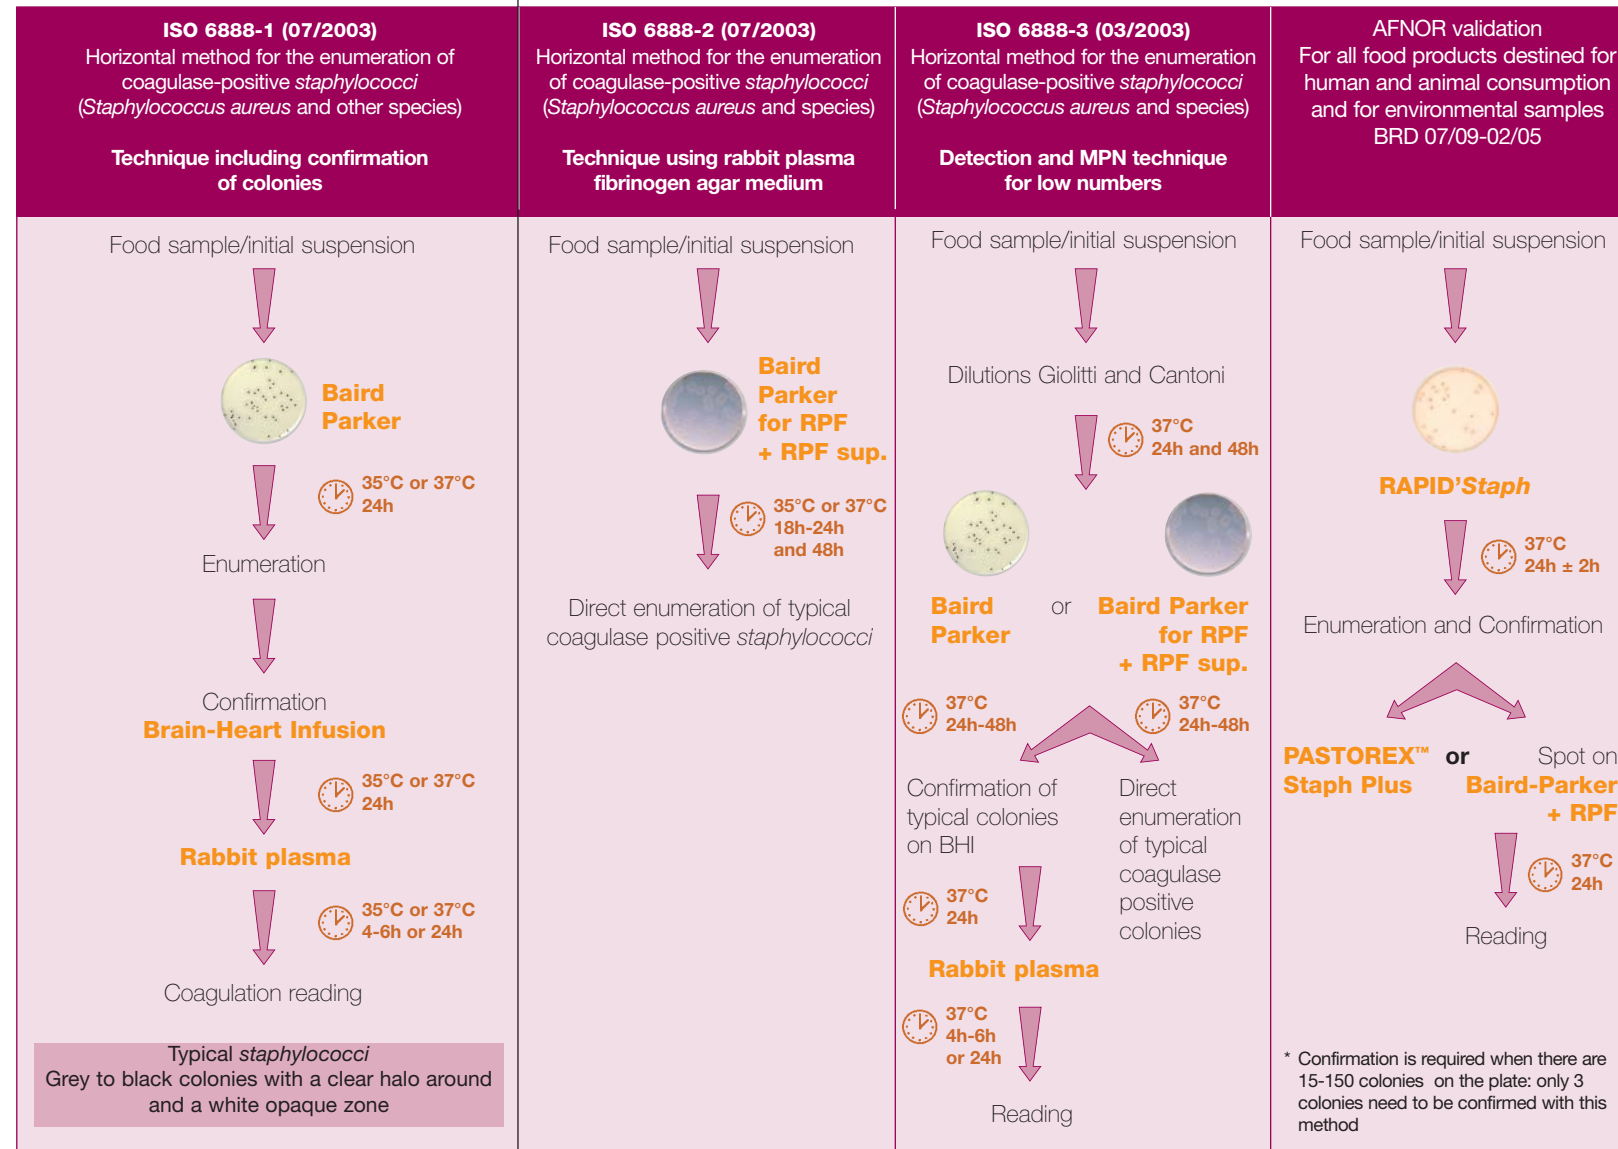 ISO 6888-1 (07/2003)
Horizontal method for the enumeration of
coagulase-positive staphylococci
(Staphylococcus aureus and other species)
Technique including confirmation
of colonies
Food sample/initial suspension
Baird
Parker
35°C or 37°C
24h
Enumeration
Confirmation
Brain-Heart Infusion
35°C or 37°C
24h
Rabbit plasma
35°C or 37°C
4-6h or 24h
Coagulation reading
Typical staphylococci
Grey to black colonies with a clear halo around
and a white opaque zone
ISO 6888-2 (07/2003)
Horizontal method for the enumeration
of coagulase-positive staphylococci
(Staphylococcus aureus and species)
Technique using rabbit plasma
fibrinogen agar medium
Food sample/initial suspension
Baird
Parker
for RPF
+ RPF sup.
35°C or 37°C
18h-24h
and 48h
Direct enumeration of typical
coagulase positive staphylococci
ISO 6888-3 (03/2003)
Horizontal method for the enumeration
of coagulase-positive staphylococci
(Staphylococcus aureus and species)
Detection and MPN technique
for low numbers
Food sample/initial suspension
Dilutions Giolitti and Cantoni
37°C
24h and 48h
Baird
Parker
or
Baird Parker
for RPF
+ RPF sup.
37°C
24h-48h
37°C
24h-48h
Confirmation of
typical colonies
on BHI
37°C
24h
Rabbit plasma
37°C
4h-6h
or 24h
Reading
Direct
enumeration
of typical
coagulase
positive
colonies
AFNOR validation
For all food products destined for
human and animal consumption
and for environmental samples
BRD 07/09-02/05
Food sample/initial suspension
RAPID'Staph
37°C
24h ± 2h
Enumeration and Confirmation
PASTOREX™
Staph Plus
or
Spot on
Baird-Parker
+ RPF
37°C
24h
Reading
* Confirmation is required when there are
15-150 colonies on the plate: only 3
colonies need to be confirmed with this
method